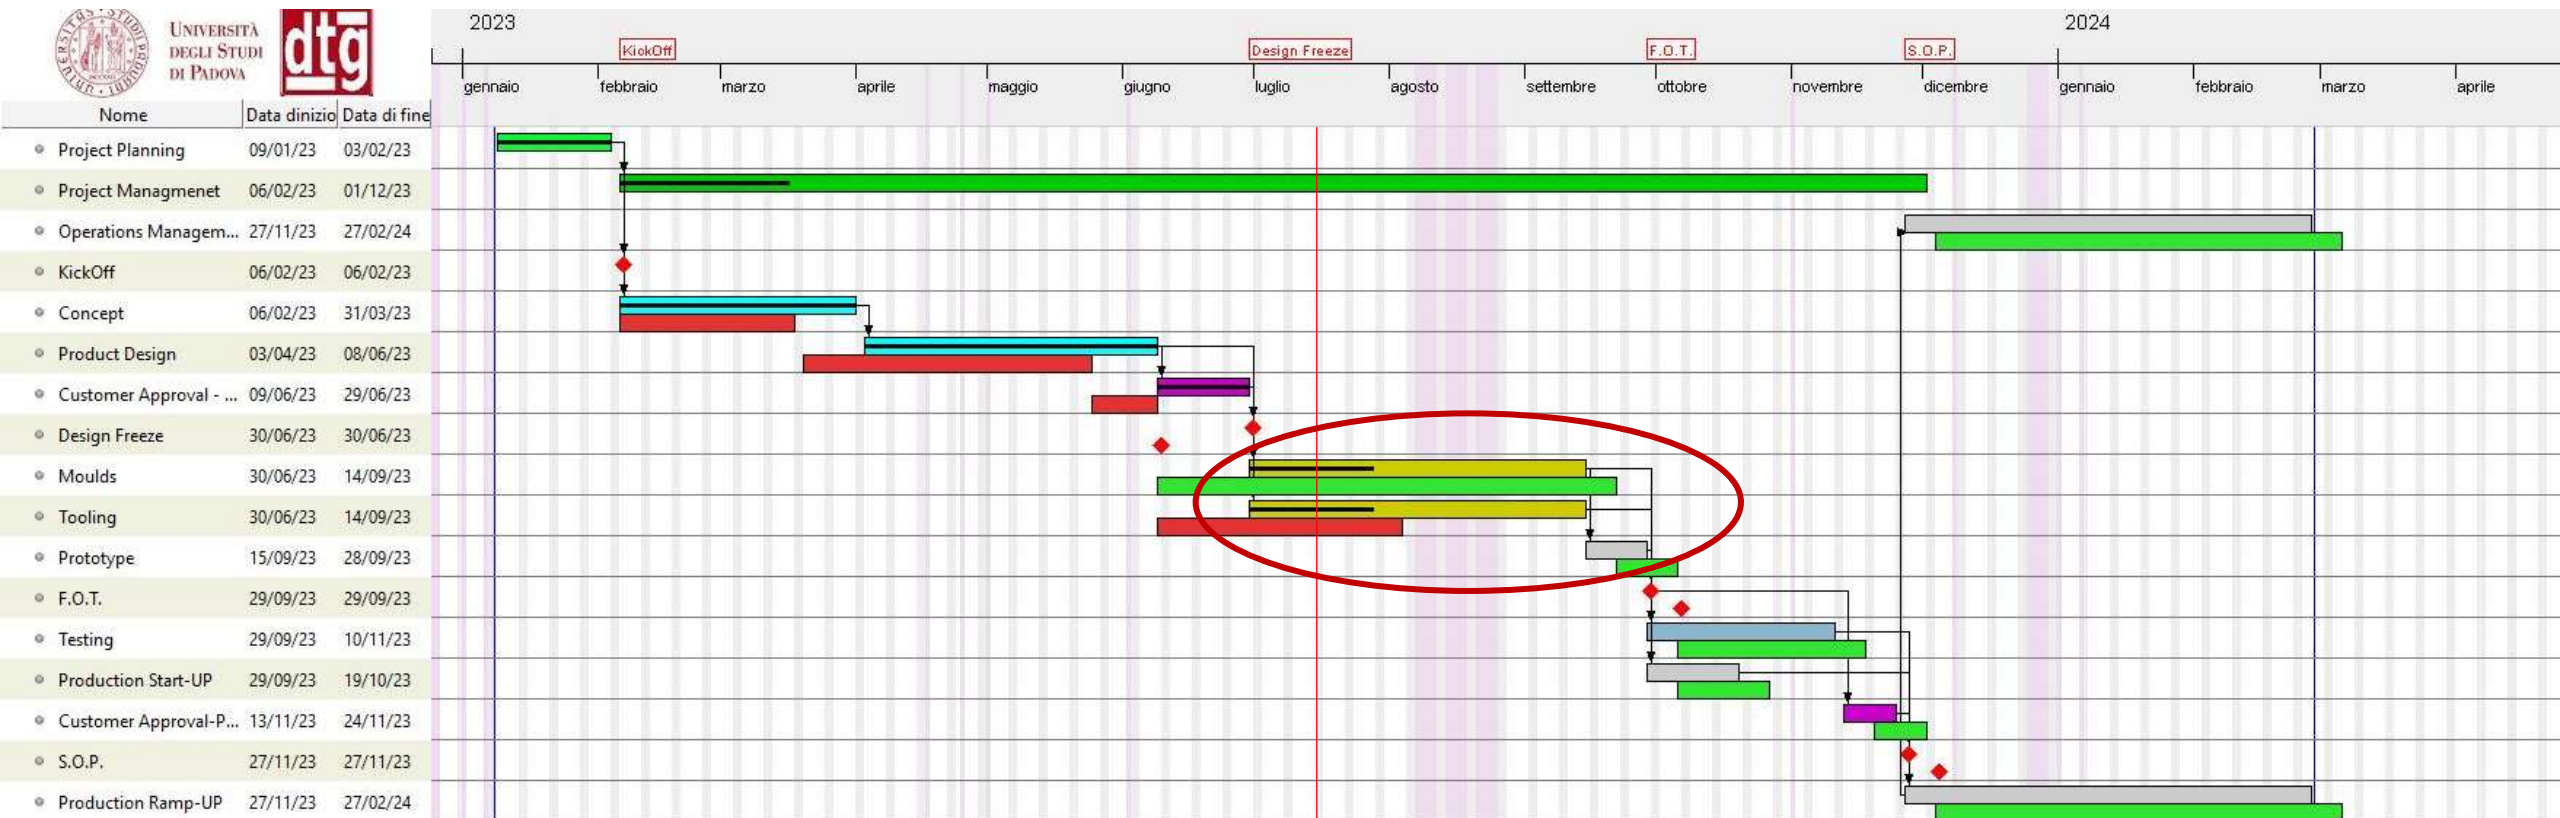 UNIVERSITÀ
DEGLI STUDI
DI PADOVA
dtg
2023
2024
KickOff
Design Freeze
F.O.T.
S.O.P.
gennaio
febbraio
marzo
aprile
maggio
giugno
luglio
agosto
settembre
ottobre
novembre
dicembre
gennaio
febbraio
marzo
aprile
Nome Data dinizio Data di fine
Project Planning 09/01/23 03/02/23
Project Managmenet 06/02/23 01/12/23
Operations Managem... 27/11/23 27/02/24
KickOff 06/02/23 06/02/23
Concept 06/02/23 31/03/23
Product Design 03/04/23 08/06/23
Customer Approval - ... 09/06/23 29/06/23
Design Freeze 30/06/23 30/06/23
Moulds 30/06/23 14/09/23
Tooling 30/06/23 14/09/23
Prototype 15/09/23 28/09/23
F.O.T. 29/09/23 29/09/23
Testing 29/09/23 10/11/23
Production Start-UP 29/09/23 19/10/23
Customer Approval-P... 13/11/23 24/11/23
S.O.P. 27/11/23 27/11/23
Production Ramp-UP 27/11/23 27/02/24